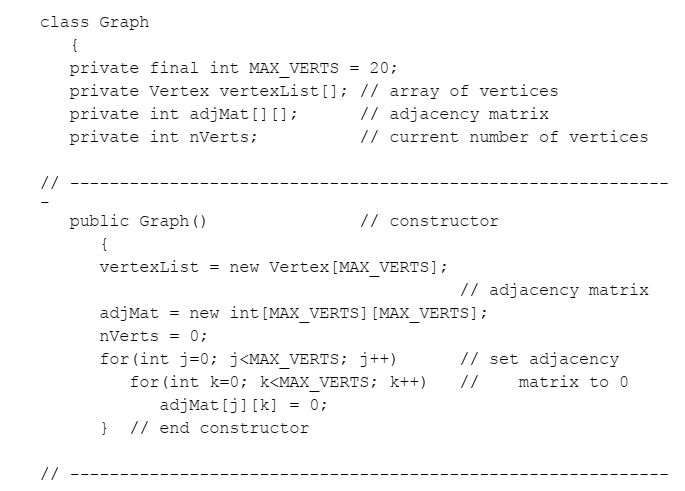 class Graph
{
private final int MAX_VERTS = 20;
private Vertex vertexList[]; // array of vertices
private int adjMat[][];      // adjacency matrix
private int nVerts;          // current number of vertices
// ------------------------------------------------------------
-
public Graph()               // constructor
{
vertexList = new Vertex[MAX_VERTS];
// adjacency matrix
adjMat = new int[MAX_VERTS][MAX_VERTS];
nVerts = 0;
for(int j=0; j<MAX_VERTS; j++)      // set adjacency
for(int k=0; k<MAX_VERTS; k++)   //    matrix to 0
adjMat[j][k] = 0;
}  // end constructor
// ------------------------------------------------------------